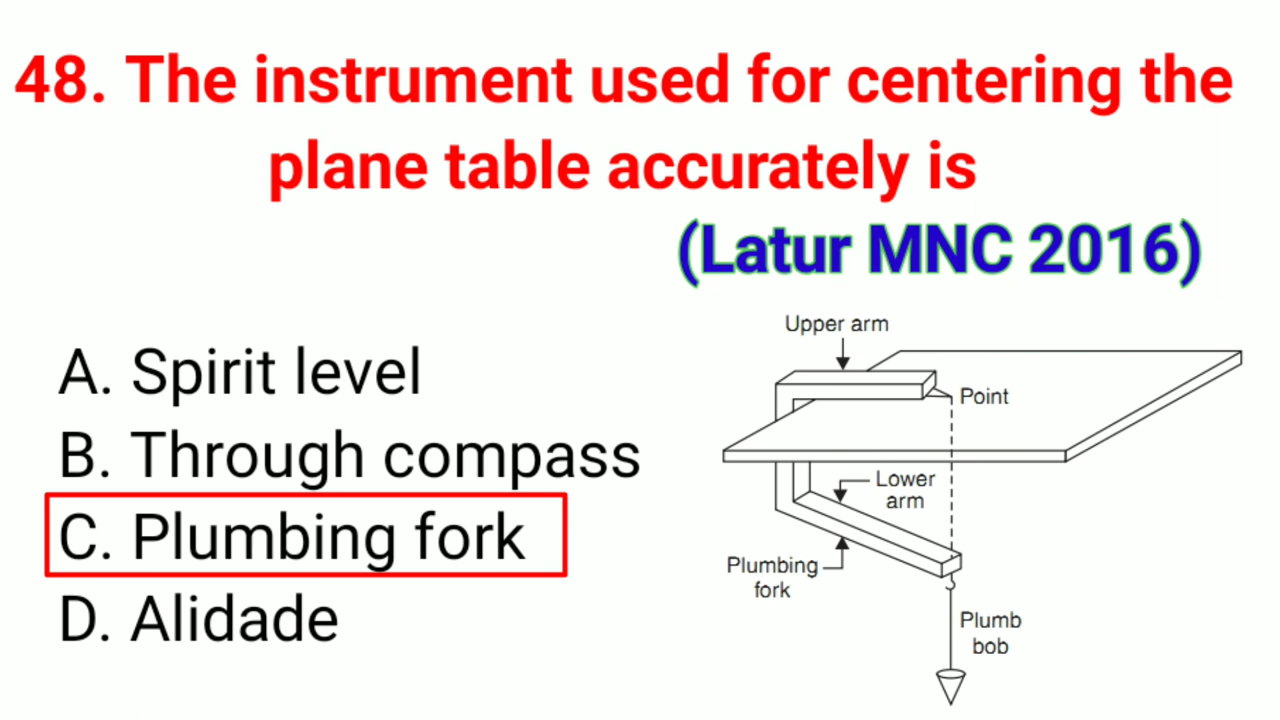 48. The instrument used for centering the
plane table accurately is
(Latur MNC 2016)
A. Spirit level
B. Through compass
C. Plumbing fork
D. Alidade
Upper arm
Point
Lower
arm
Plumbing
fork
Plumb
bob